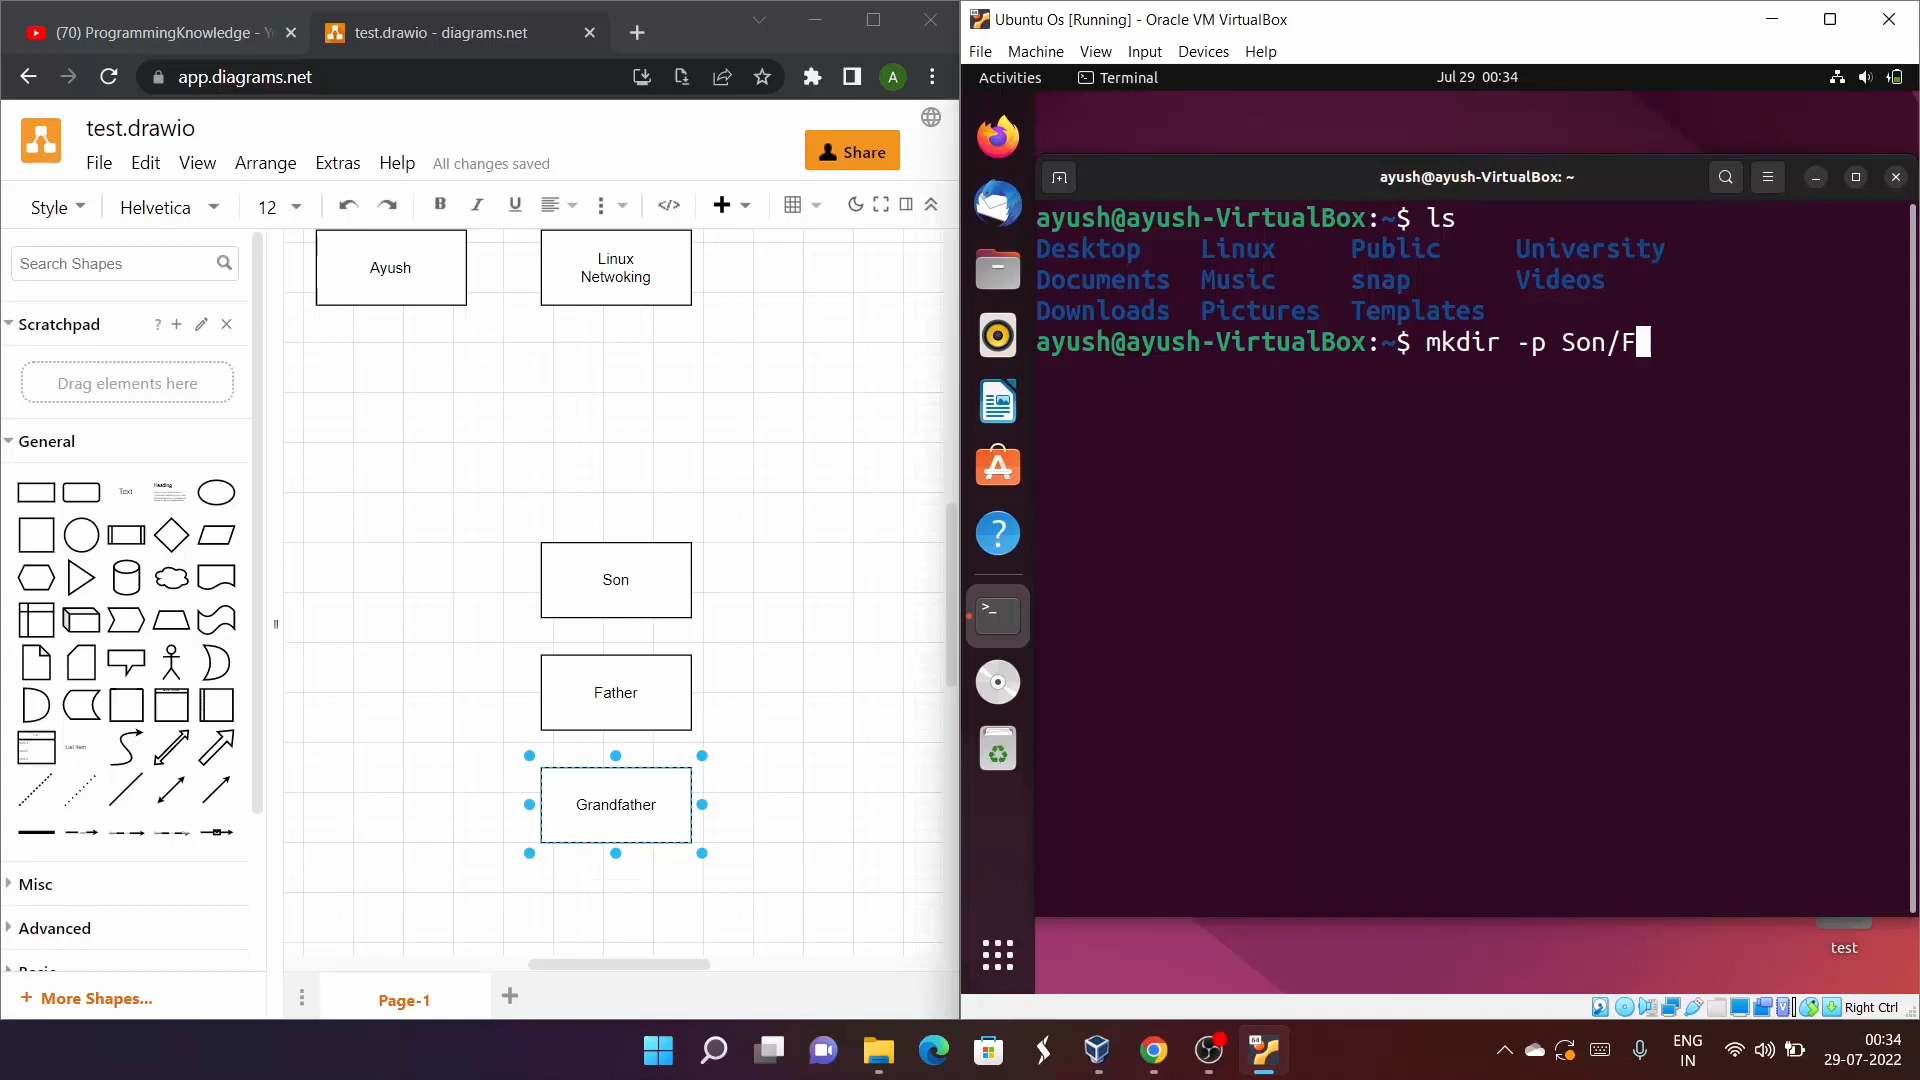 (70) ProgrammingKnowledge - Y
test.drawio - diagrams.net
app.diagrams.net
A
test.drawio
File Edit View Arrange Extras Help All changes saved
Share
Style Helvetica 12 B I U </>
Search Shapes
Scratchpad ? +
Drag elements here
General
Text
Heading
List
List Item
Misc
Advanced
+ More Shapes...
Ayush
Linux
Netwoking
Son
Father
Grandfather
Page-1
Ubuntu Os [Running] - Oracle VM VirtualBox
File Machine View Input Devices Help
Activities Terminal Jul 29 00:34
ayush@ayush-VirtualBox: ~
ayush@ayush-VirtualBox:~$ ls
Desktop Linux Public University
Documents Music snap Videos
Downloads Pictures Templates
ayush@ayush-VirtualBox:~$ mkdir -p Son/F
test
Right Ctrl
ENG
IN
00:34
29-07-2022